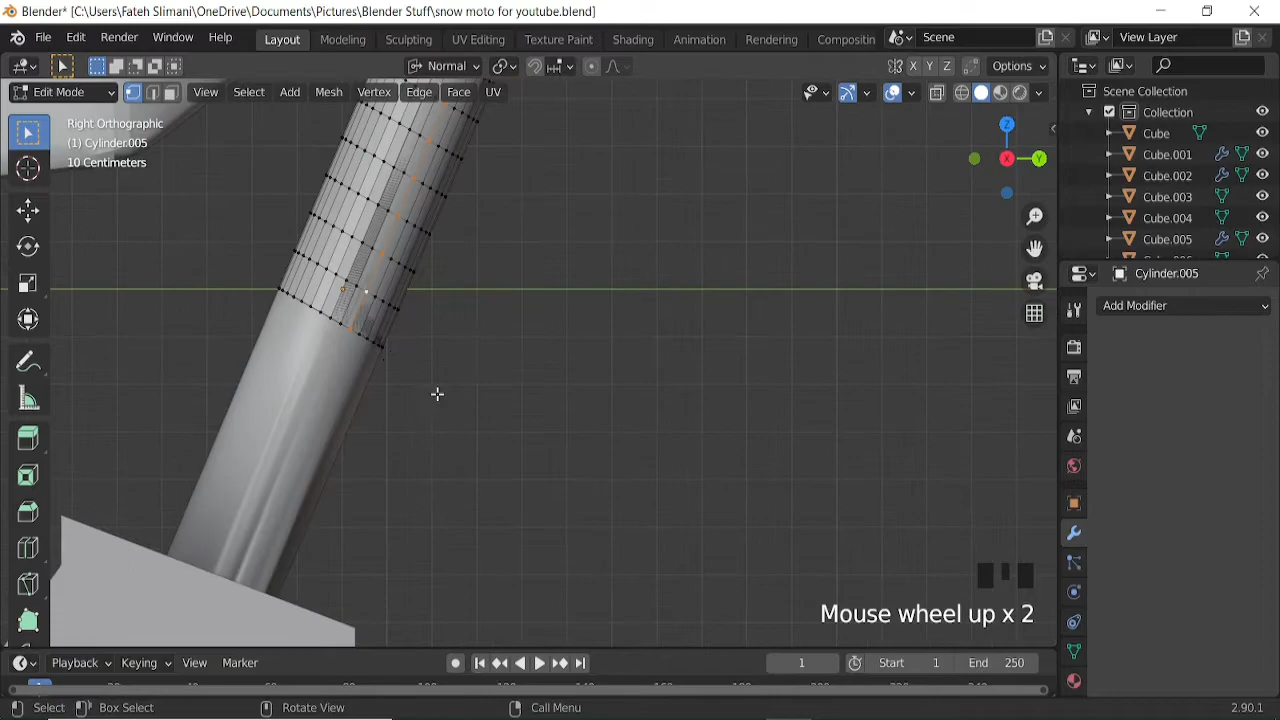 Blender* [C:\Users\Fateh Slimani\OneDrive\Documents\Pictures\Blender Stuff\snow moto for youtube.blend]
File Edit Render Window Help Layout Modeling Sculpting UV Editing Texture Paint Shading Animation Rendering Compositin Scene View Layer
Normal X Y Z Options
Edit Mode View Select Add Mesh Vertex Edge Face UV
Scene Collection
Right Orthographic
(1) Cylinder.005
10 Centimeters
Z
X
Y
Collection
Cube
Cube.001
Cube.002
Cube.003
Cube.004
Cube.005
Cylinder.005
Add Modifier
Mouse wheel up x 2
Playback Keying View Marker 1 Start 1 End 250
Select Box Select Rotate View Call Menu 2.90.1